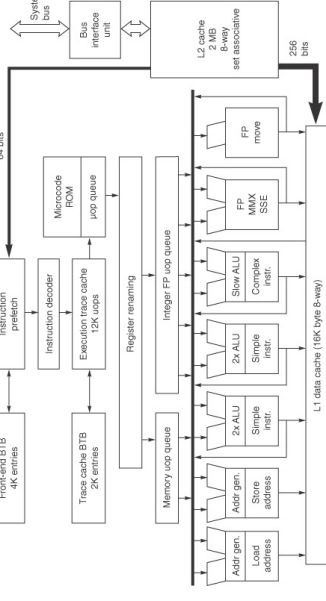 Front-end BTB
4K entries
Instruction
prefetch
64 bits
System
bus
Bus
interface
unit
Instruction decoder
Trace cache BTB
2K entries
Execution trace cache
12K uops
Microcode
ROM
μop queue
L2 cache
2 MB
8-way
set associative
Register renaming
256
bits
Memory uop queue
Integer FP uop queue
Addr gen.
Load
address
Addr gen.
Store
address
2x ALU
Simple
instr.
2x ALU
Simple
instr.
Slow ALU
Complex
instr.
FP
MMX
SSE
FP
move
L1 data cache (16K byte 8-way)